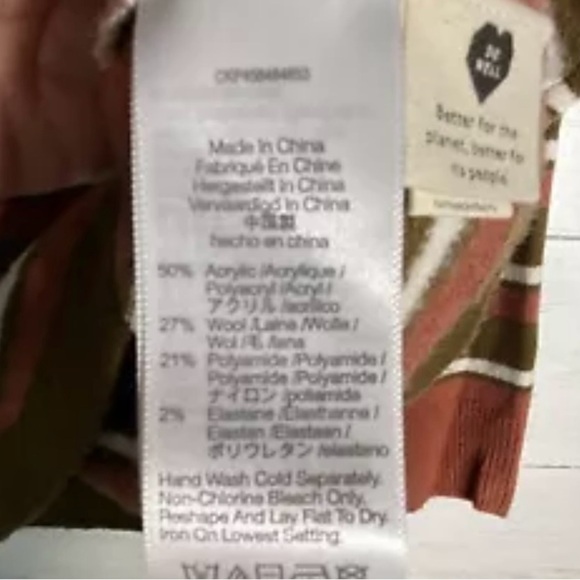 Made In China
Fabriqué En Chine
Hergestellt In China
Vervaardigd In China
中国製
hecho en china
50% Acrylic /Acrylique /
Polyacryl /Acryl /
アクリル /acrílico
27% Wool /Laine /Wolle /
Wol /毛 /lana
21% Polyamide /Polyamide /
Polyamide /Polyamide /
ナイロン /poliamida
2% Elastane /Élasthanne /
Elastan /Elastaan /
ポリウレタン /elastano
Hand Wash Cold Separately.
Non-Chlorine Bleach Only.
Reshape And Lay Flat To Dry.
Iron On Lowest Setting.
DO
WELL
Better for the
planet, better for
its people.